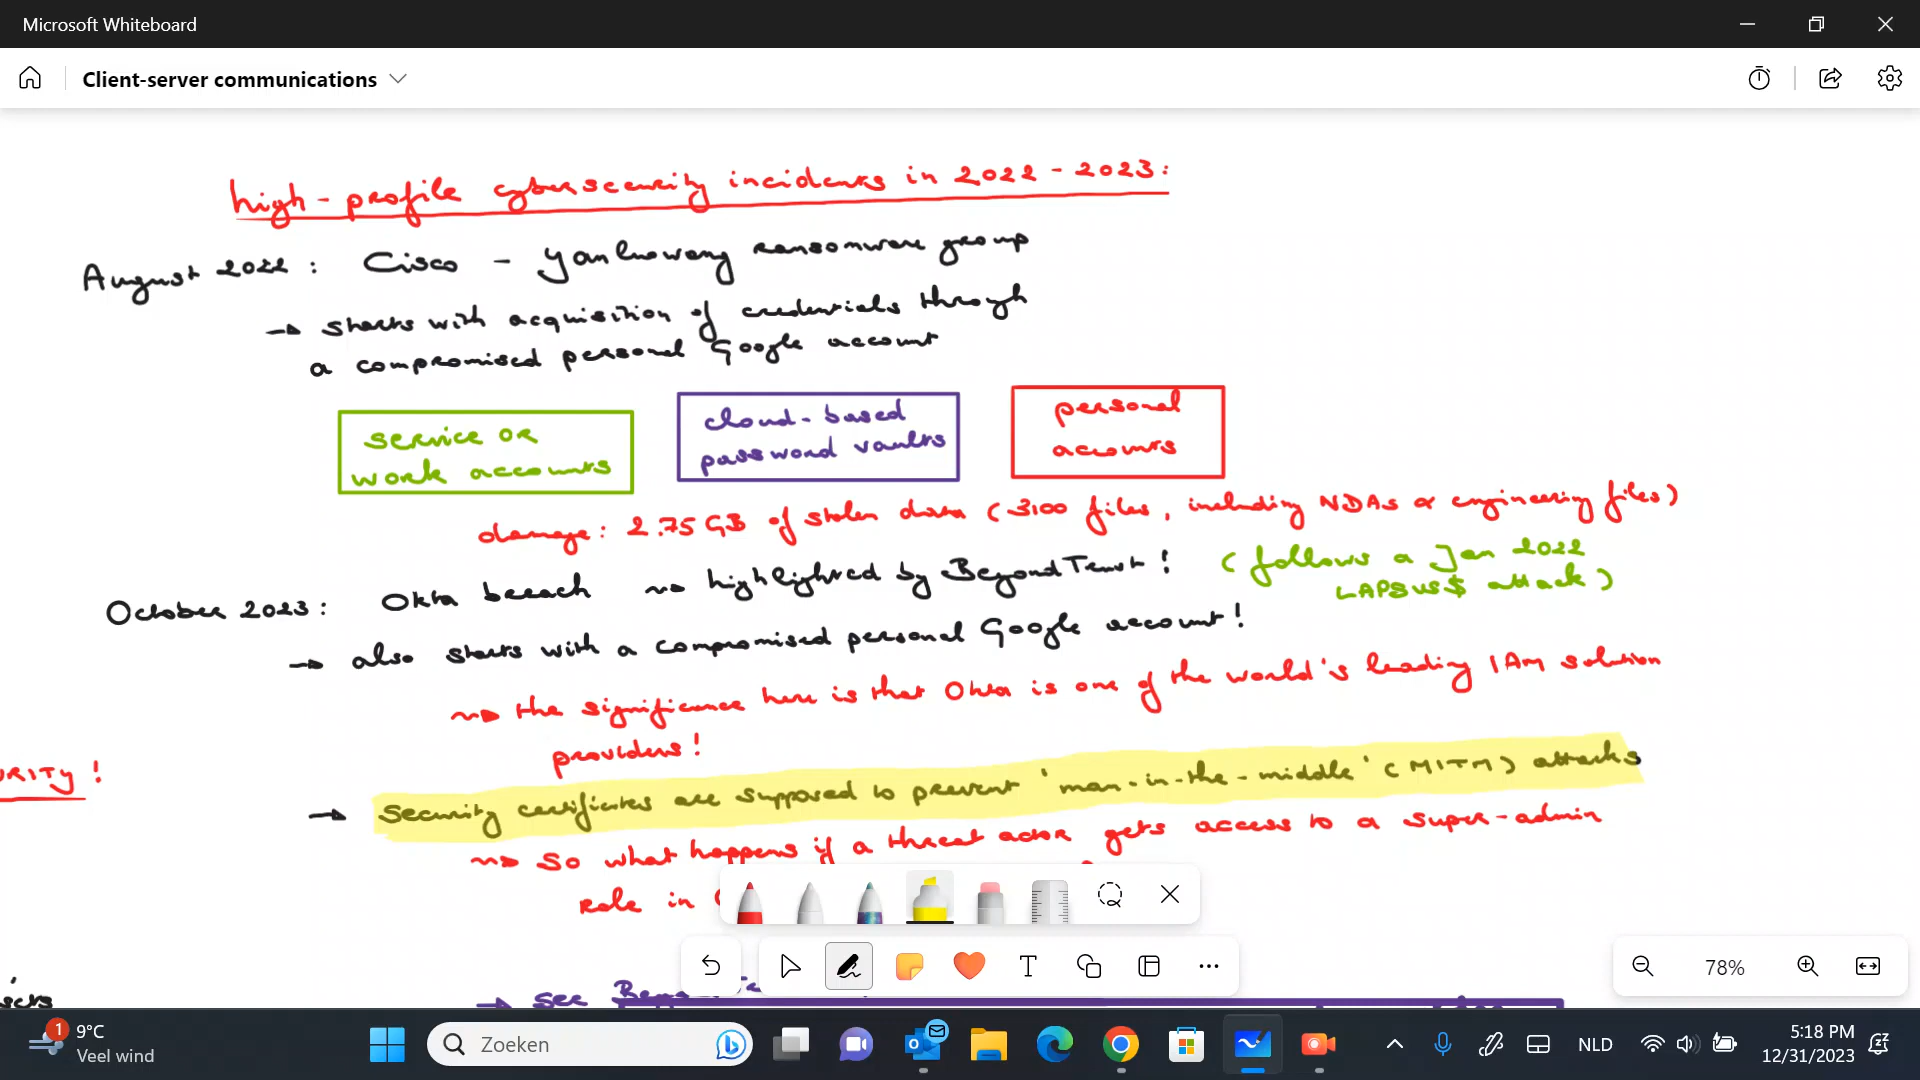 Microsoft Whiteboard
Client-server communications
high-profile cybersecurity incidents in 2022-2023:
August 2022: Cisco - Yanluowang ransomware group
→ starts with acquisition of credentials through
a compromised personal Google account
service or
work accounts
cloud-based
password vaults
personal
accounts
damage: 2.75 GB of stolen data (3100 files, including NDAs & engineering files)
October 2023: Okta breach ~> highlighted by BeyondTrust! (follows a Jan 2022
LAPSUS$ attack)
→ also starts with a compromised personal Google account!
~> the significance here is that Okta is one of the world's leading IAM solution
providers!
URITY!
→ Security certificates are supposed to prevent 'man-in-the-middle' (MITM) attacks
~> So what happens if a threat actor gets access to a super-admin
role in
→ see
78%
1
9°C
Veel wind
Zoeken
NLD
5:18 PM
12/31/2023